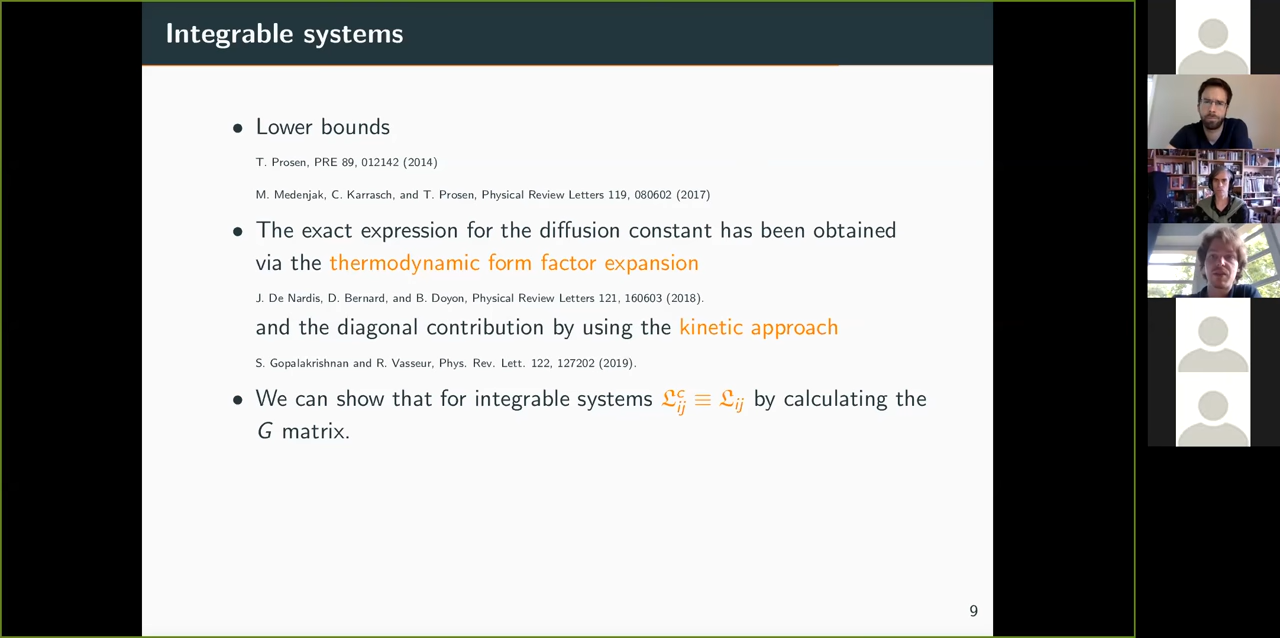 Integrable systems
• Lower bounds
T. Prosen, PRE 89, 012142 (2014)
M. Medenjak, C. Karrasch, and T. Prosen, Physical Review Letters 119, 080602 (2017)
• The exact expression for the diffusion constant has been obtained
via the thermodynamic form factor expansion
J. De Nardis, D. Bernard, and B. Doyon, Physical Review Letters 121, 160603 (2018).
and the diagonal contribution by using the kinetic approach
S. Gopalakrishnan and R. Vasseur, Phys. Rev. Lett. 122, 127202 (2019).
• We can show that for integrable systems 𝔏ᶜᵢⱼ ≡ 𝔏ᵢⱼ by calculating the
G matrix.
9